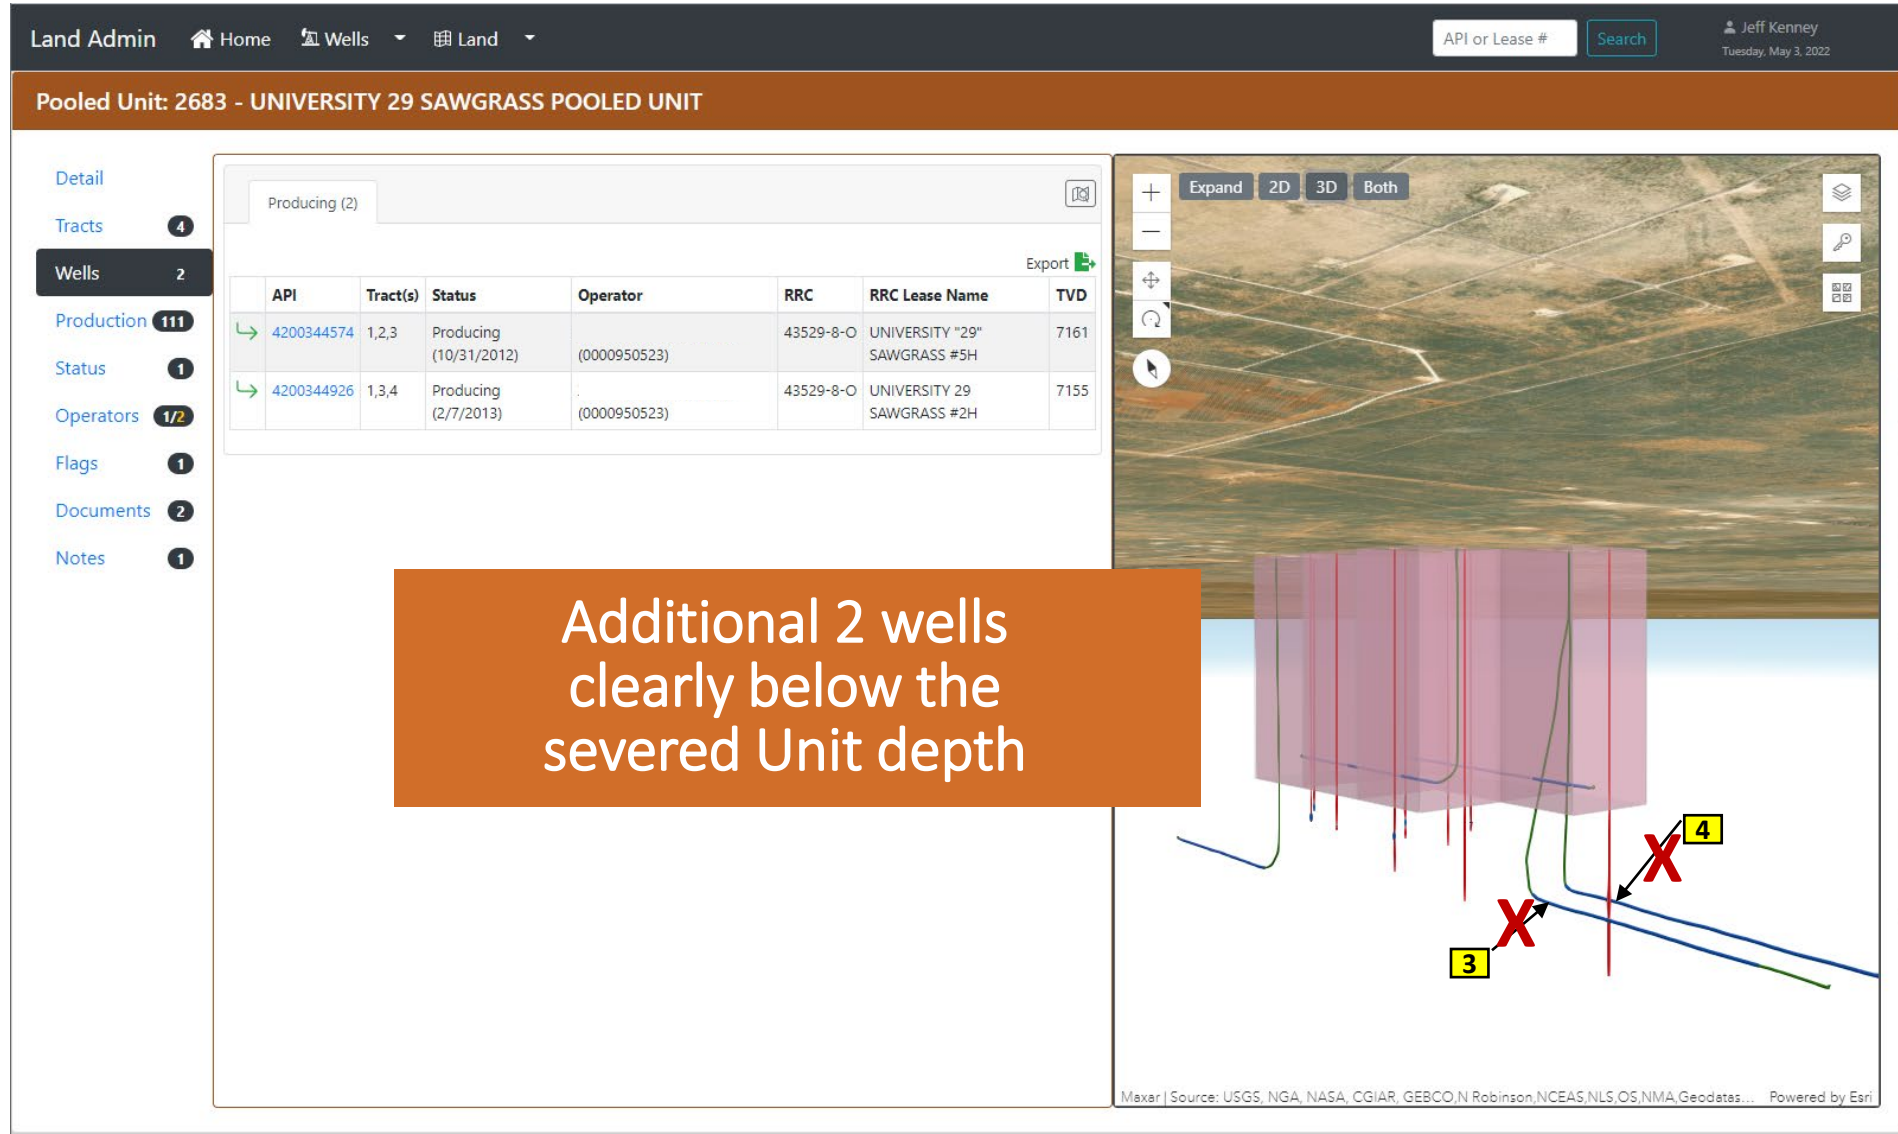 Land Admin Home Wells Land API or Lease # Search Jeff Kenney
Tuesday, May 3, 2022
Pooled Unit: 2683 - UNIVERSITY 29 SAWGRASS POOLED UNIT
Detail
Tracts 4
Wells 2
Production 111
Status 1
Operators 1/2
Flags 1
Documents 2
Notes 1
Producing (2)
Export
API Tract(s) Status Operator RRC RRC Lease Name TVD
4200344574 1,2,3 Producing 43529-8-O UNIVERSITY "29" 7161
(10/31/2012) (0000950523) SAWGRASS #5H
4200344926 1,3,4 Producing 43529-8-O UNIVERSITY 29 7155
(2/7/2013) (0000950523) SAWGRASS #2H
Additional 2 wells
clearly below the
severed Unit depth
Expand 2D 3D Both
4
X
X
3
Maxar | Source: USGS, NGA, NASA, CGIAR, GEBCO,N Robinson,NCEAS,NLS,OS,NMA,Geodatas... Powered by Esri